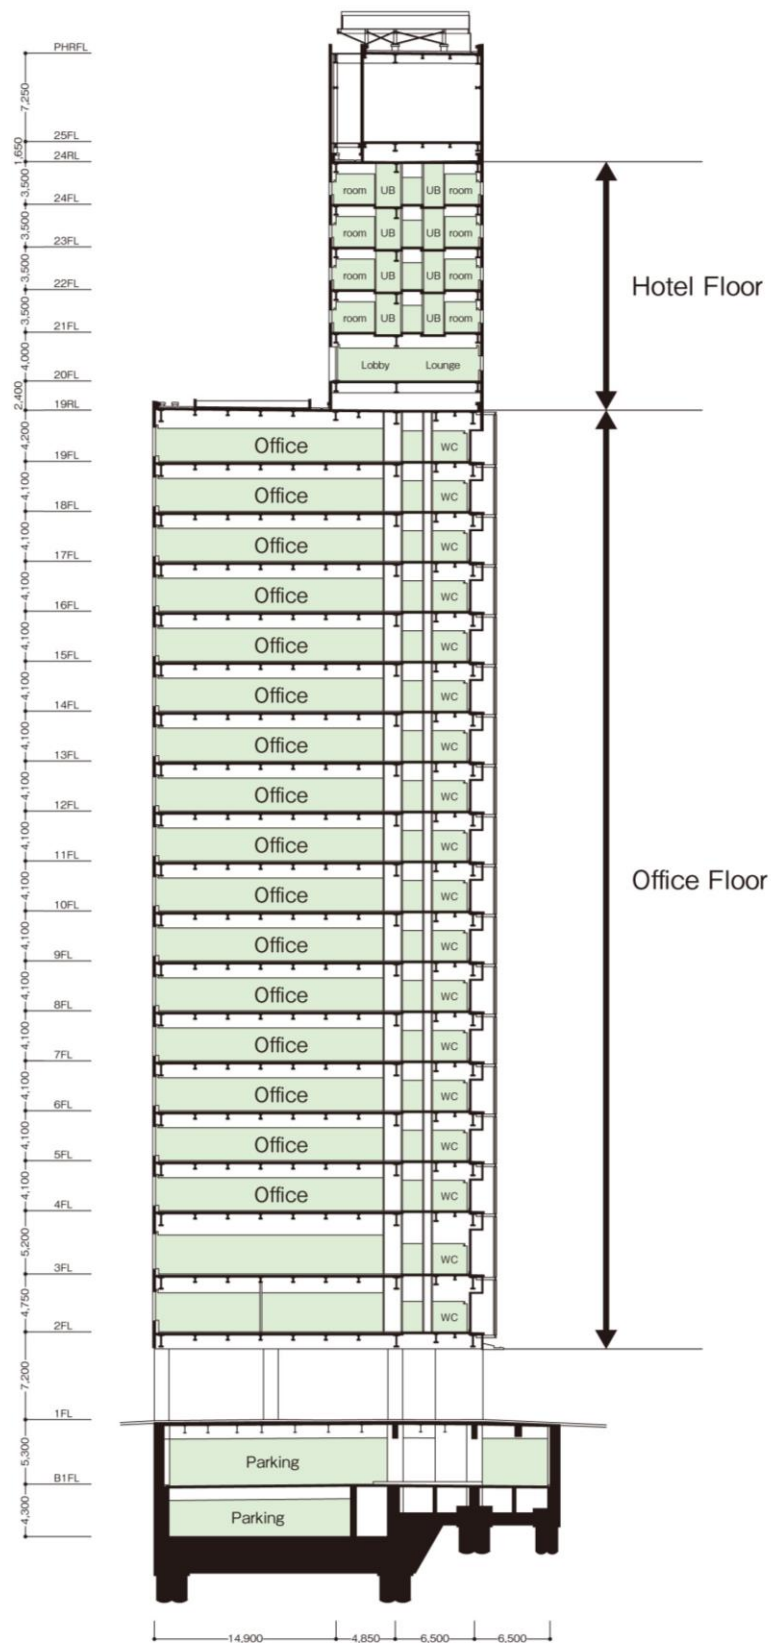 PHRFL
7,250
25FL
1,650
24RL
3,500
room UB UB room
24FL
3,500
room UB UB room
23FL
3,500
room UB UB room
22FL
Hotel Floor
3,500
room UB UB room
21FL
4,000
Lobby Lounge
20FL
2,400
19RL
4,200
Office WC
19FL
4,100
Office WC
18FL
4,100
Office WC
17FL
4,100
Office WC
16FL
4,100
Office WC
15FL
4,100
Office WC
14FL
4,100
Office WC
13FL
4,100
Office WC
12FL
4,100
Office WC
11FL
Office Floor
4,100
Office WC
10FL
4,100
Office WC
9FL
4,100
Office WC
8FL
4,100
Office WC
7FL
4,100
Office WC
6FL
4,100
Office WC
5FL
4,100
Office WC
4FL
5,200
WC
3FL
4,750
WC
2FL
7,200
1FL
5,300
Parking
B1FL
4,300
Parking
14,900 4,850 6,500 6,500